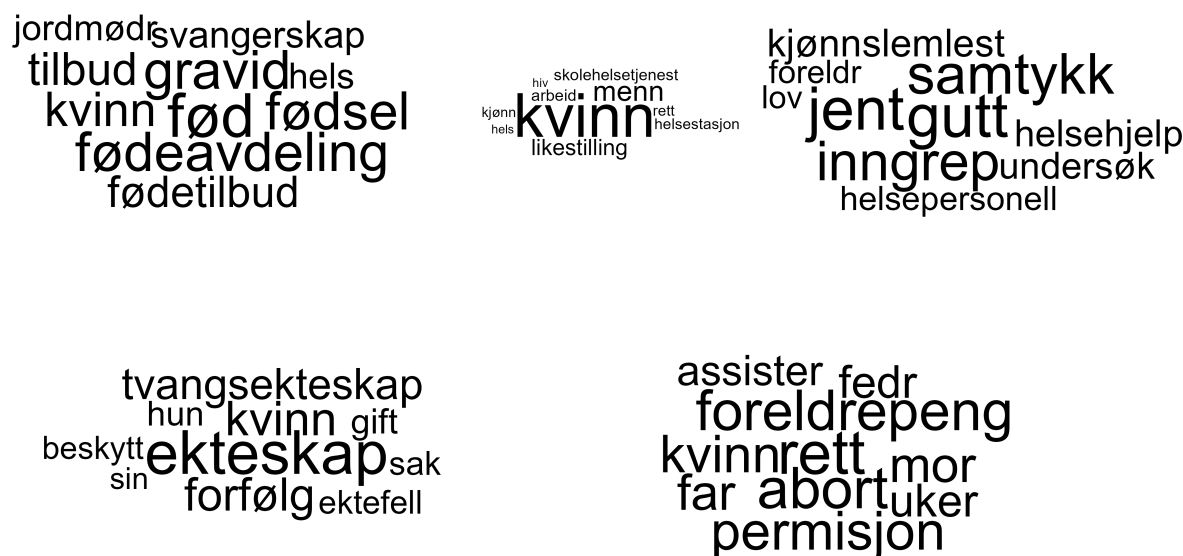 jordmødr svangerskap
tilbud gravid hels
kvinn fød fødsel
fødeavdeling
fødetilbud
hiv skolehelsetjenest
arbeid menn
kjønn kvinn rett
hels helsestasjon
likestilling
kjønnslemlest
foreldr samtykk
lov jent gutt helsehjelp
inngrep undersøk
helsepersonell
tvangsekteskap
hun kvinn gift
beskytt ekteskap sak
sin forfølg ektefell
assister fedr
foreldrepeng
kvinn rett mor
far abort uker
permisjon